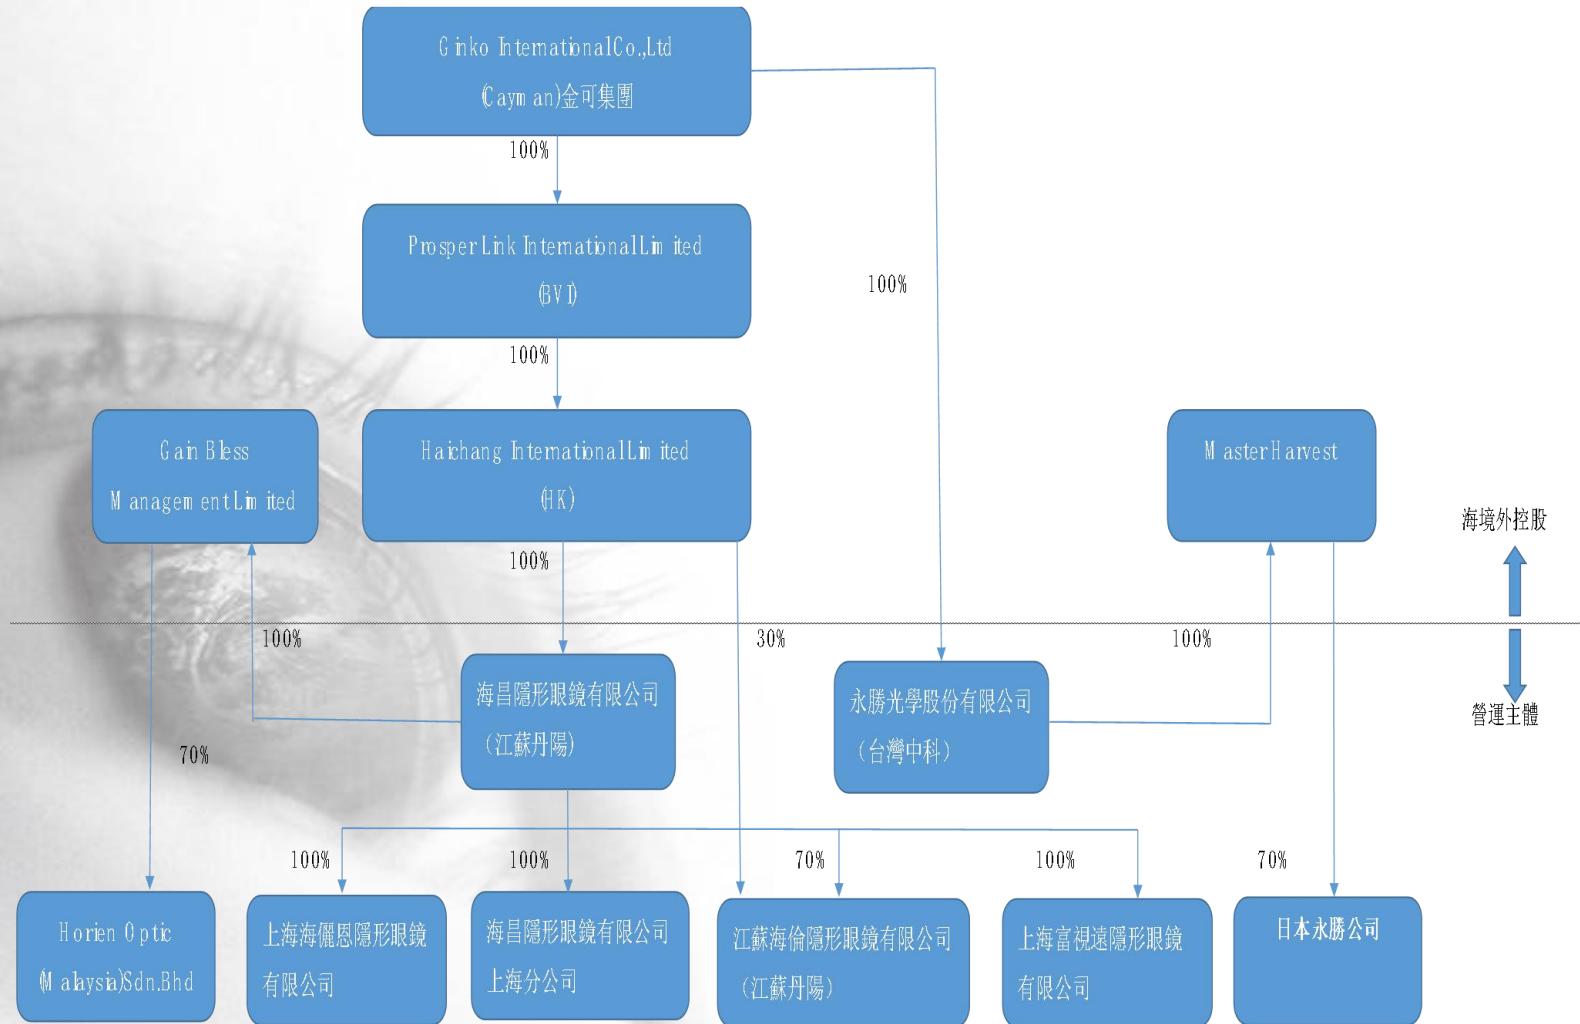 Ginko International Co.,Ltd
(Cayman)金可集團
100%
Prosper Link International Limited
(BVI)
100%
100%
Gain Bless
Management Limited
Haichang International Limited
(HK)
Master Harvest
海境外控股
100%
100%
30%
100%
海昌隱形眼鏡有限公司
（江蘇丹陽)
永勝光學股份有限公司
（台灣中科）
營運主體
70%
100%
100%
70%
100%
70%
Horien Optic
(Malaysia)Sdn.Bhd
上海海儷恩隱形眼鏡
有限公司
海昌隱形眼鏡有限公司
上海分公司
江蘇海倫隱形眼鏡有限公司
（江蘇丹陽）
上海富視遠隱形眼鏡
有限公司
日本永勝公司